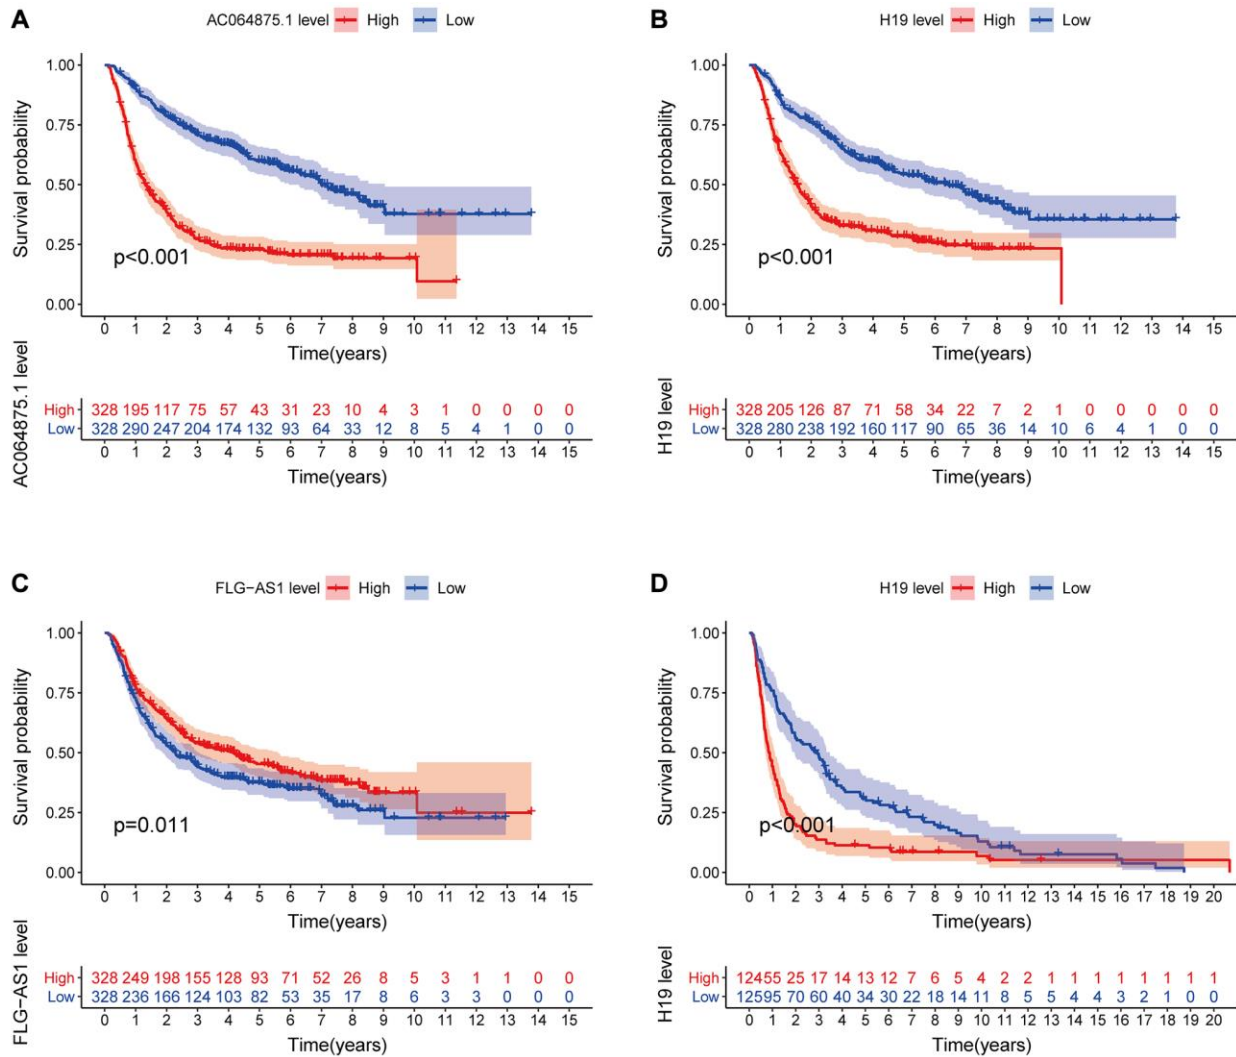 A
AC064875.1 level High Low
Survival probability
1.00
0.75
0.50
0.25
0.00
p<0.001
0 1 2 3 4 5 6 7 8 9 10 11 12 13 14 15
Time(years)
AC064875.1 level
High 328 195 117 75 57 43 31 23 10 4 3 1 0 0 0 0
Low 328 290 247 204 174 132 93 64 33 12 8 5 4 1 0 0
0 1 2 3 4 5 6 7 8 9 10 11 12 13 14 15
Time(years)
B
H19 level High Low
Survival probability
1.00
0.75
0.50
0.25
0.00
p<0.001
0 1 2 3 4 5 6 7 8 9 10 11 12 13 14 15
Time(years)
H19 level
High 328 205 126 87 71 58 34 22 7 2 1 0 0 0 0 0
Low 328 280 238 192 160 117 90 65 36 14 10 6 4 1 0 0
0 1 2 3 4 5 6 7 8 9 10 11 12 13 14 15
Time(years)
C
FLG−AS1 level High Low
Survival probability
1.00
0.75
0.50
0.25
0.00
p=0.011
0 1 2 3 4 5 6 7 8 9 10 11 12 13 14 15
Time(years)
FLG−AS1 level
High 328 249 198 155 128 93 71 52 26 8 5 3 1 1 0 0
Low 328 236 166 124 103 82 53 35 17 8 6 3 3 0 0 0
0 1 2 3 4 5 6 7 8 9 10 11 12 13 14 15
Time(years)
D
H19 level High Low
Survival probability
1.00
0.75
0.50
0.25
0.00
p<0.001
0 1 2 3 4 5 6 7 8 9 10 11 12 13 14 15 16 17 18 19 20
Time(years)
H19 level
High 124 55 25 17 14 13 12 7 6 5 4 2 2 1 1 1 1 1 1 1 1
Low 125 95 70 60 40 34 30 22 18 14 11 8 5 5 4 4 3 2 1 0 0
0 1 2 3 4 5 6 7 8 9 10 11 12 13 14 15 16 17 18 19 20
Time(years)